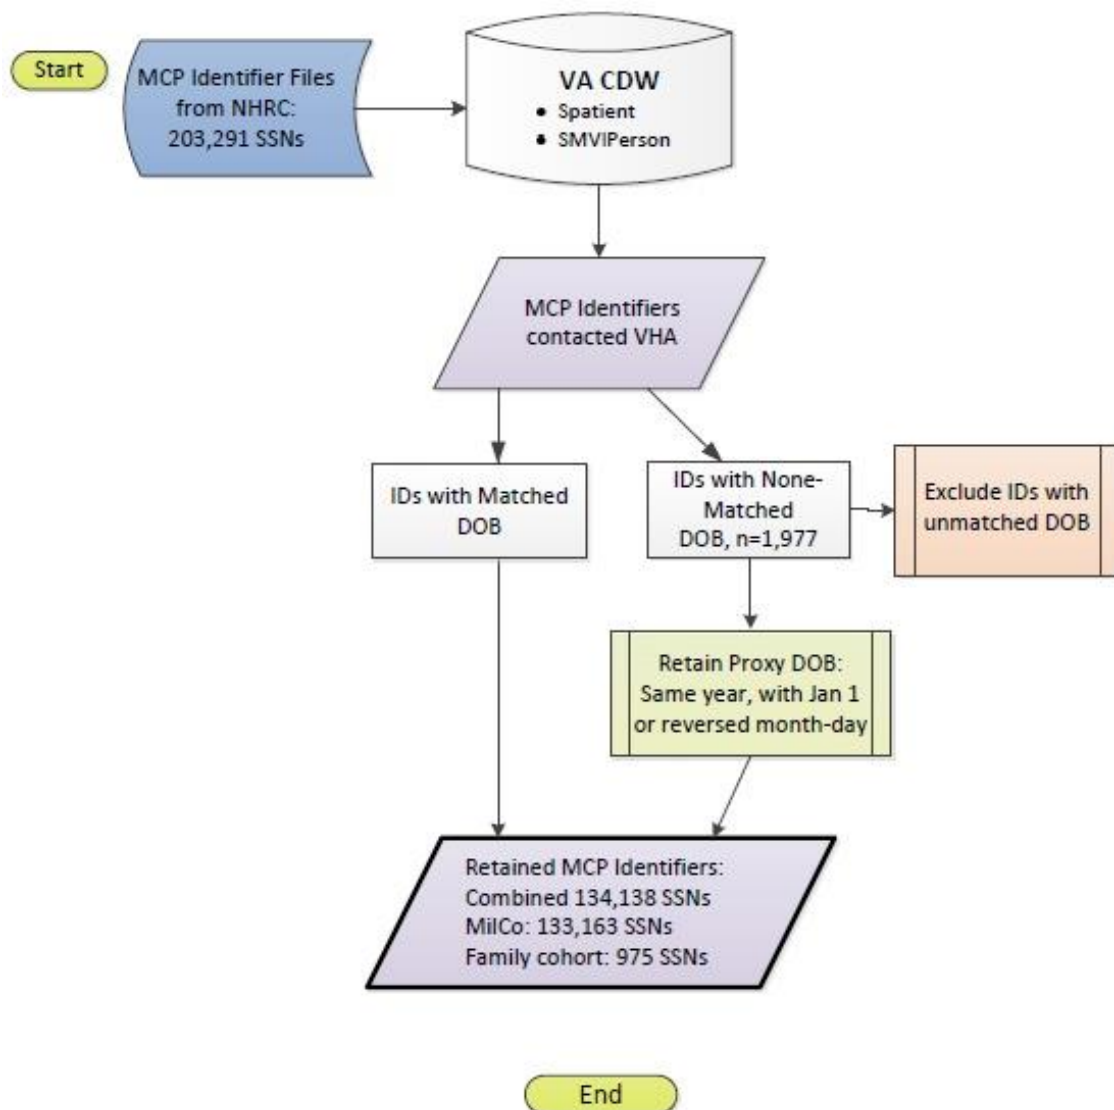 Start
MCP Identifier Files
from NHRC:
203,291 SSNs
VA CDW
• Spatient
• SMVIPerson
MCP Identifiers
contacted VHA
IDs with Matched
DOB
IDs with None-
Matched
DOB, n=1,977
Exclude IDs with
unmatched DOB
Retain Proxy DOB:
Same year, with Jan 1
or reversed month-day
Retained MCP Identifiers:
Combined 134,138 SSNs
MilCo: 133,163 SSNs
Family cohort: 975 SSNs
End